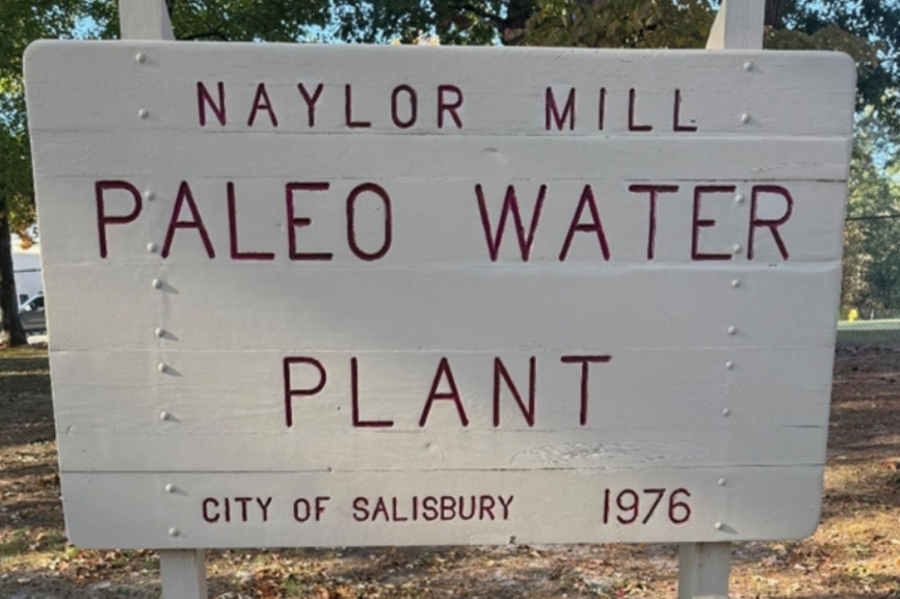 NAYLOR MILL
PALEO WATER
PLANT
CITY OF SALISBURY 1976